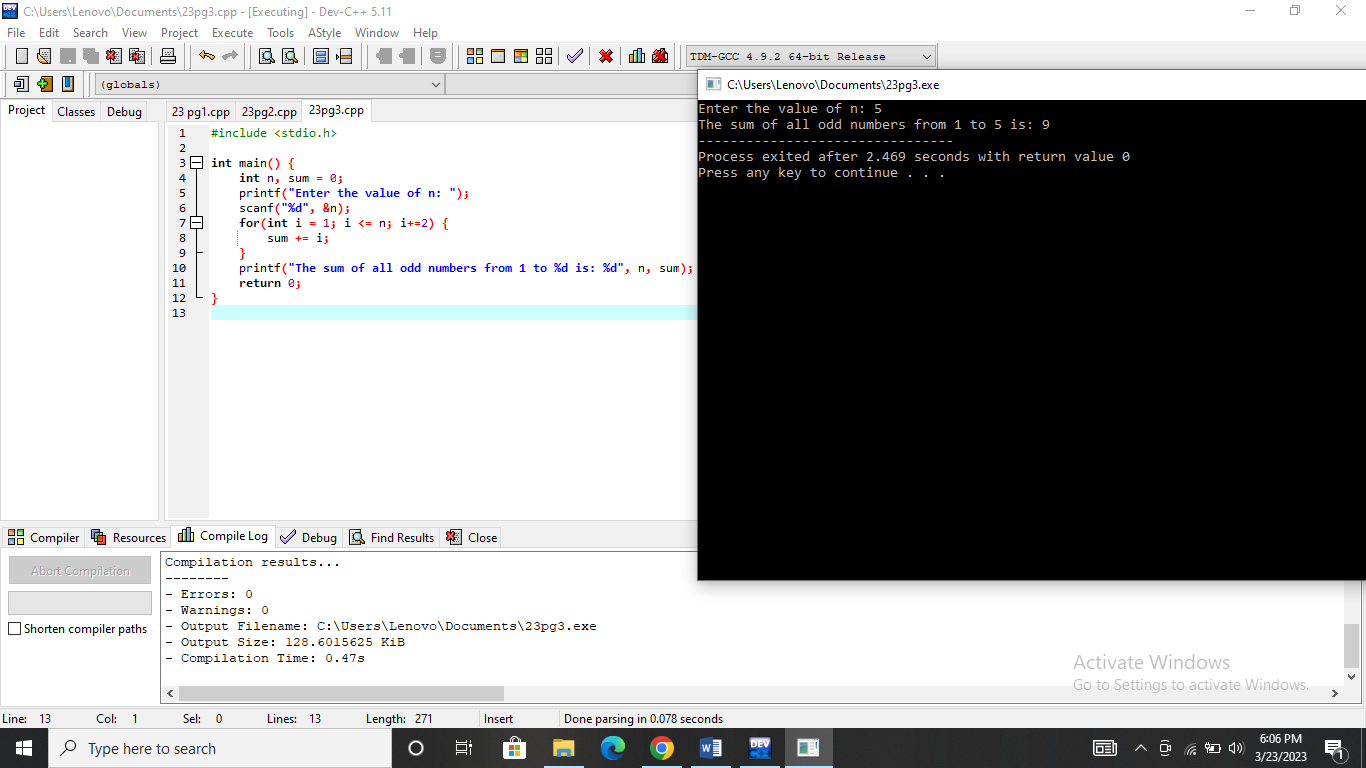 C:\Users\Lenovo\Documents\23pg3.cpp - [Executing] - Dev-C++ 5.11
File Edit Search View Project Execute Tools AStyle Window Help
TDM-GCC 4.9.2 64-bit Release
(globals)
Project Classes Debug
23 pg1.cpp 23pg2.cpp 23pg3.cpp
1 #include <stdio.h>
2
3 int main() {
4 int n, sum = 0;
5 printf("Enter the value of n: ");
6 scanf("%d", &n);
7 for(int i = 1; i <= n; i+=2) {
8 sum += i;
9 }
10 printf("The sum of all odd numbers from 1 to %d is: %d", n, sum);
11 return 0;
12 }
13
C:\Users\Lenovo\Documents\23pg3.exe
Enter the value of n: 5
The sum of all odd numbers from 1 to 5 is: 9
--------------------------------
Process exited after 2.469 seconds with return value 0
Press any key to continue . . .
Compiler Resources Compile Log Debug Find Results Close
Abort Compilation
Shorten compiler paths
Compilation results...
--------
- Errors: 0
- Warnings: 0
- Output Filename: C:\Users\Lenovo\Documents\23pg3.exe
- Output Size: 128.6015625 KiB
- Compilation Time: 0.47s
Activate Windows
Go to Settings to activate Windows.
Line: 13 Col: 1 Sel: 0 Lines: 13 Length: 271 Insert Done parsing in 0.078 seconds
Type here to search
DEV
6:06 PM
3/23/2023
1